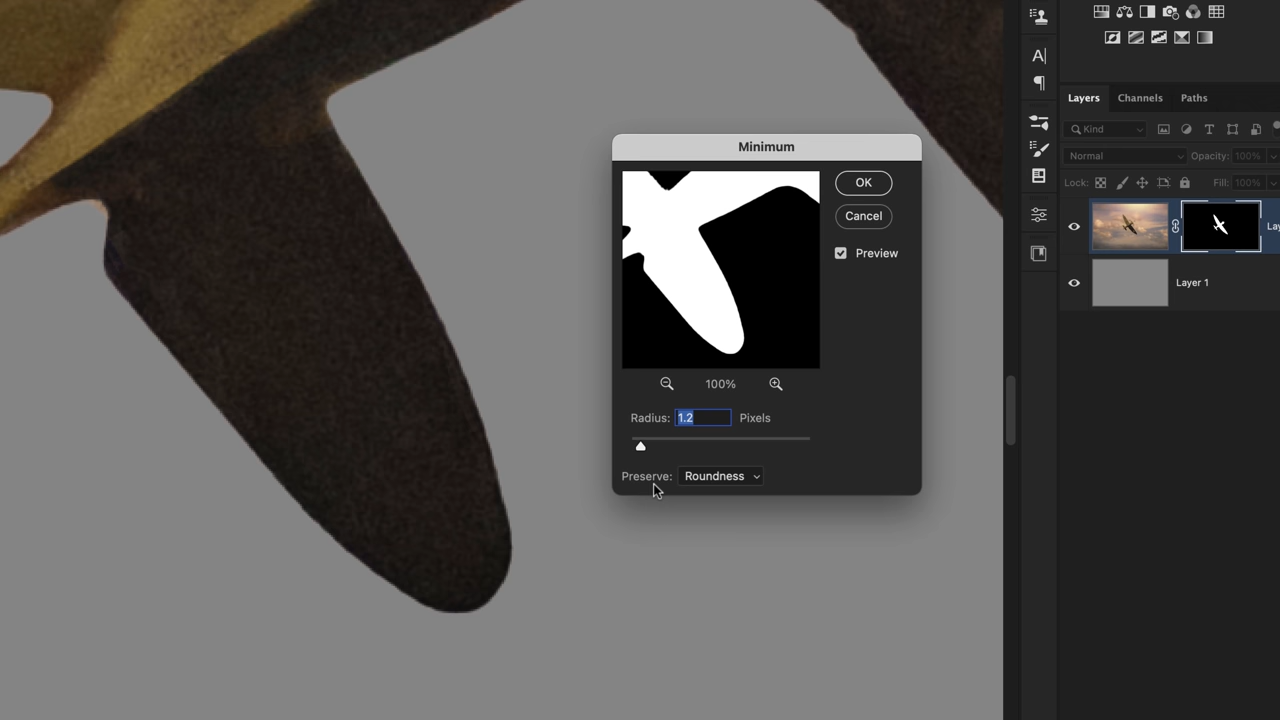 Minimum
OK
Cancel
Preview
100%
Radius: 1.2 Pixels
Preserve: Roundness
A|
Layers Channels Paths
Kind
Normal Opacity: 100%
Lock: Fill: 100%
Lay
Layer 1